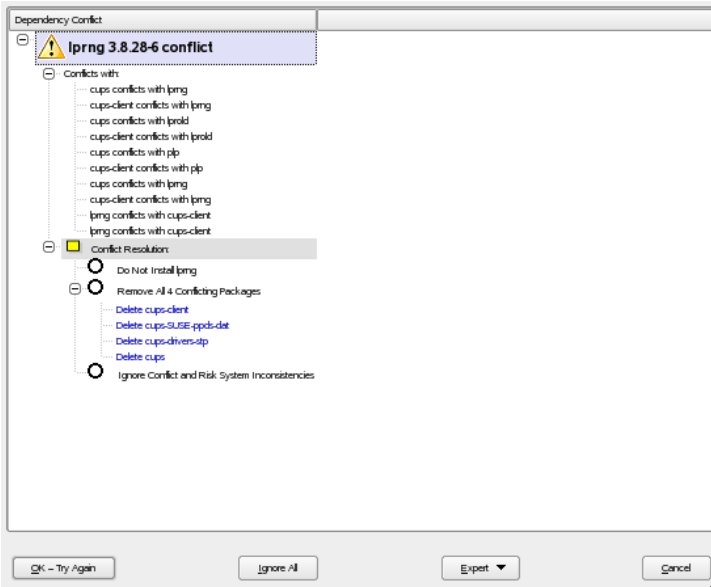 Dependency Conflict
lprng 3.8.28-6 conflict
Conflicts with:
cups conflicts with lprng
cups-client conflicts with lprng
cups conflicts with lprold
cups-client conflicts with lprold
cups conflicts with plp
cups-client conflicts with plp
cups conflicts with lprng
cups-client conflicts with lprng
lprng conflicts with cups-client
lprng conflicts with cups-client
Conflict Resolution:
Do Not Install lprng
Remove All 4 Conflicting Packages
Delete cups-client
Delete cups-SUSE-ppds-dat
Delete cups-drivers-stp
Delete cups
Ignore Conflict and Risk System Inconsistencies
OK – Try Again
Ignore All
Expert
Cancel